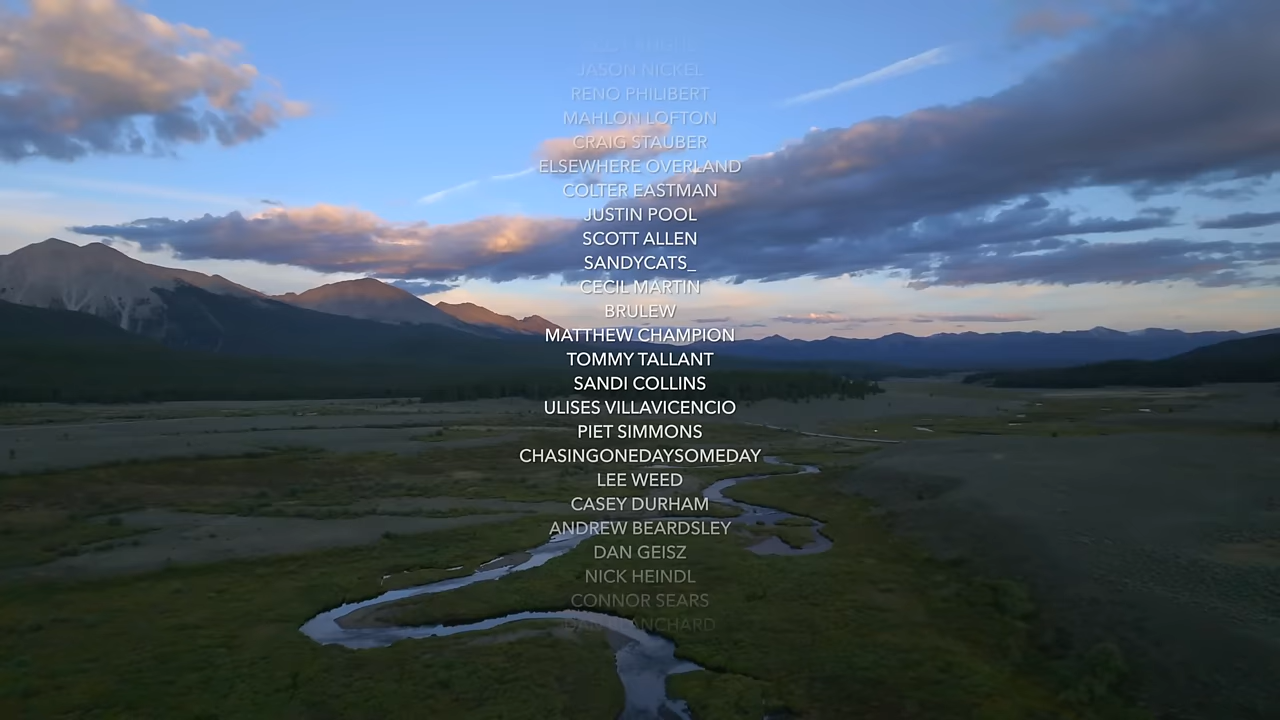 JASON NICKEL
RENO PHILIBERT
MAHLON LOFTON
CRAIG STAUBER
ELSEWHERE OVERLAND
COLTER EASTMAN
JUSTIN POOL
SCOTT ALLEN
SANDYCATS_
CECIL MARTIN
BRULEW
MATTHEW CHAMPION
TOMMY TALLANT
SANDI COLLINS
ULISES VILLAVICENCIO
PIET SIMMONS
CHASINGONEDAYSOMEDAY
LEE WEED
CASEY DURHAM
ANDREW BEARDSLEY
DAN GEISZ
NICK HEINDL
CONNOR SEARS